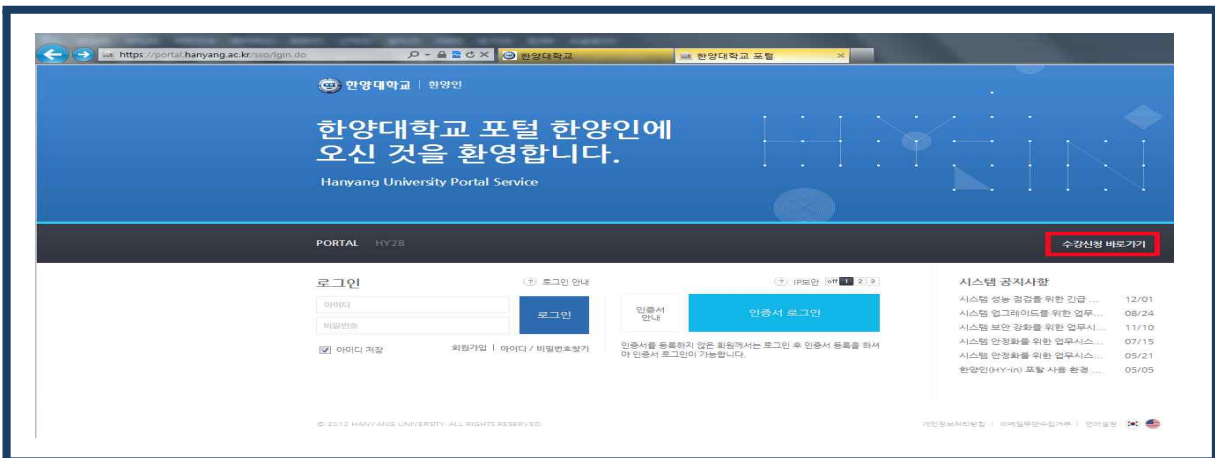 https://portal.hanyang.ac.kr/sso/lgin.do
한양대학교
한양대학교 포털
한양대학교 | 한양인
한양대학교 포털 한양인에
오신 것을 환영합니다.
Hanyang University Portal Service
PORTAL HY28
수강신청 바로가기
로그인
로그인 안내
아이디
비밀번호
로그인
아이디 저장
회원가입 | 아이디 / 비밀번호찾기
IP보안 off 1 2 3
인증서
안내
인증서 로그인
인증서를 등록하지 않은 회원께서는 로그인 후 인증서 등록을 하셔
야 인증서 로그인이 가능합니다.
시스템 공지사항
시스템 성능 점검를 위한 긴급 ... 12/01
시스템 업그레이드를 위한 업무... 08/24
시스템 보안 강화를 위한 업무시... 11/10
시스템 안정화를 위한 업무시스... 07/15
시스템 안정화를 위한 업무시스... 05/21
한양인(HY-in) 포탈 사용 환경 ... 05/05
© 2012 HANYANG UNIVERSITY. ALL RIGHTS RESERVED.
개인정보처리방침 | 이메일무단수집거부 | 언어설정